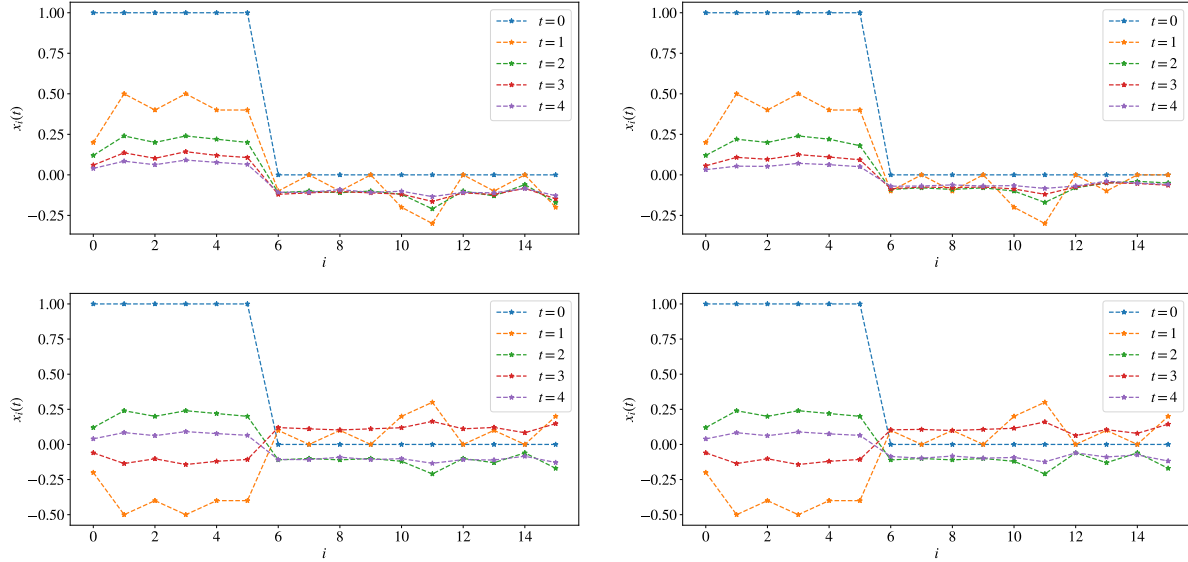 1.00
0.75
0.50
0.25
0.00
−0.25
x_i(t)
0 2 4 6 8 10 12 14
i
t = 0
t = 1
t = 2
t = 3
t = 4
1.00
0.75
0.50
0.25
0.00
−0.25
x_i(t)
0 2 4 6 8 10 12 14
i
t = 0
t = 1
t = 2
t = 3
t = 4
1.00
0.75
0.50
0.25
0.00
−0.25
−0.50
x_i(t)
0 2 4 6 8 10 12 14
i
t = 0
t = 1
t = 2
t = 3
t = 4
1.00
0.75
0.50
0.25
0.00
−0.25
−0.50
x_i(t)
0 2 4 6 8 10 12 14
i
t = 0
t = 1
t = 2
t = 3
t = 4